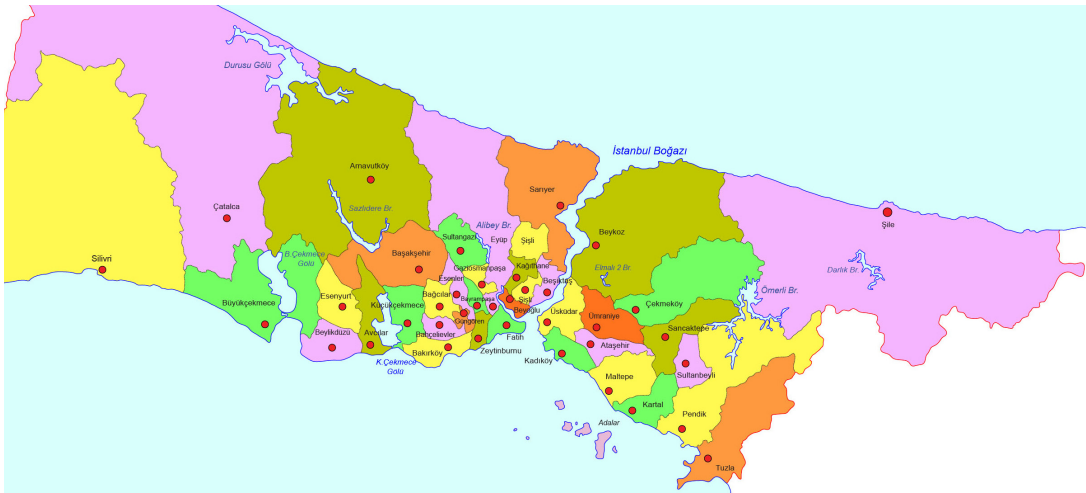 Durusu Gölü
İstanbul Boğazı
Arnavutköy
Sarıyer
Sazlıdere Br.
Çatalca
Şile
Alibey Br.
Beykoz
Sultangazi
Eyüp
Şişli
B.Çekmece
Gölü
Başakşehir
Silivri
Gaziosmanpaşa
Kağıthane
Elmalı 2 Br.
Darlık Br.
Esenler
Beşiktaş
Ömerli Br.
Esenyurt
Büyükçekmece
Küçükçekmece
Bağcılar
Bayrampaşa
Şişli
Beyoğlu
Üsküdar
Ümraniye
Çekmeköy
Güngören
Beylikdüzü
Avcılar
Bahçelievler
Fatih
Sancaktepe
Bakırköy
Zeytinburnu
Ataşehir
K.Çekmece
Gölü
Kadıköy
Sultanbeyli
Maltepe
Kartal
Pendik
Adalar
Tuzla